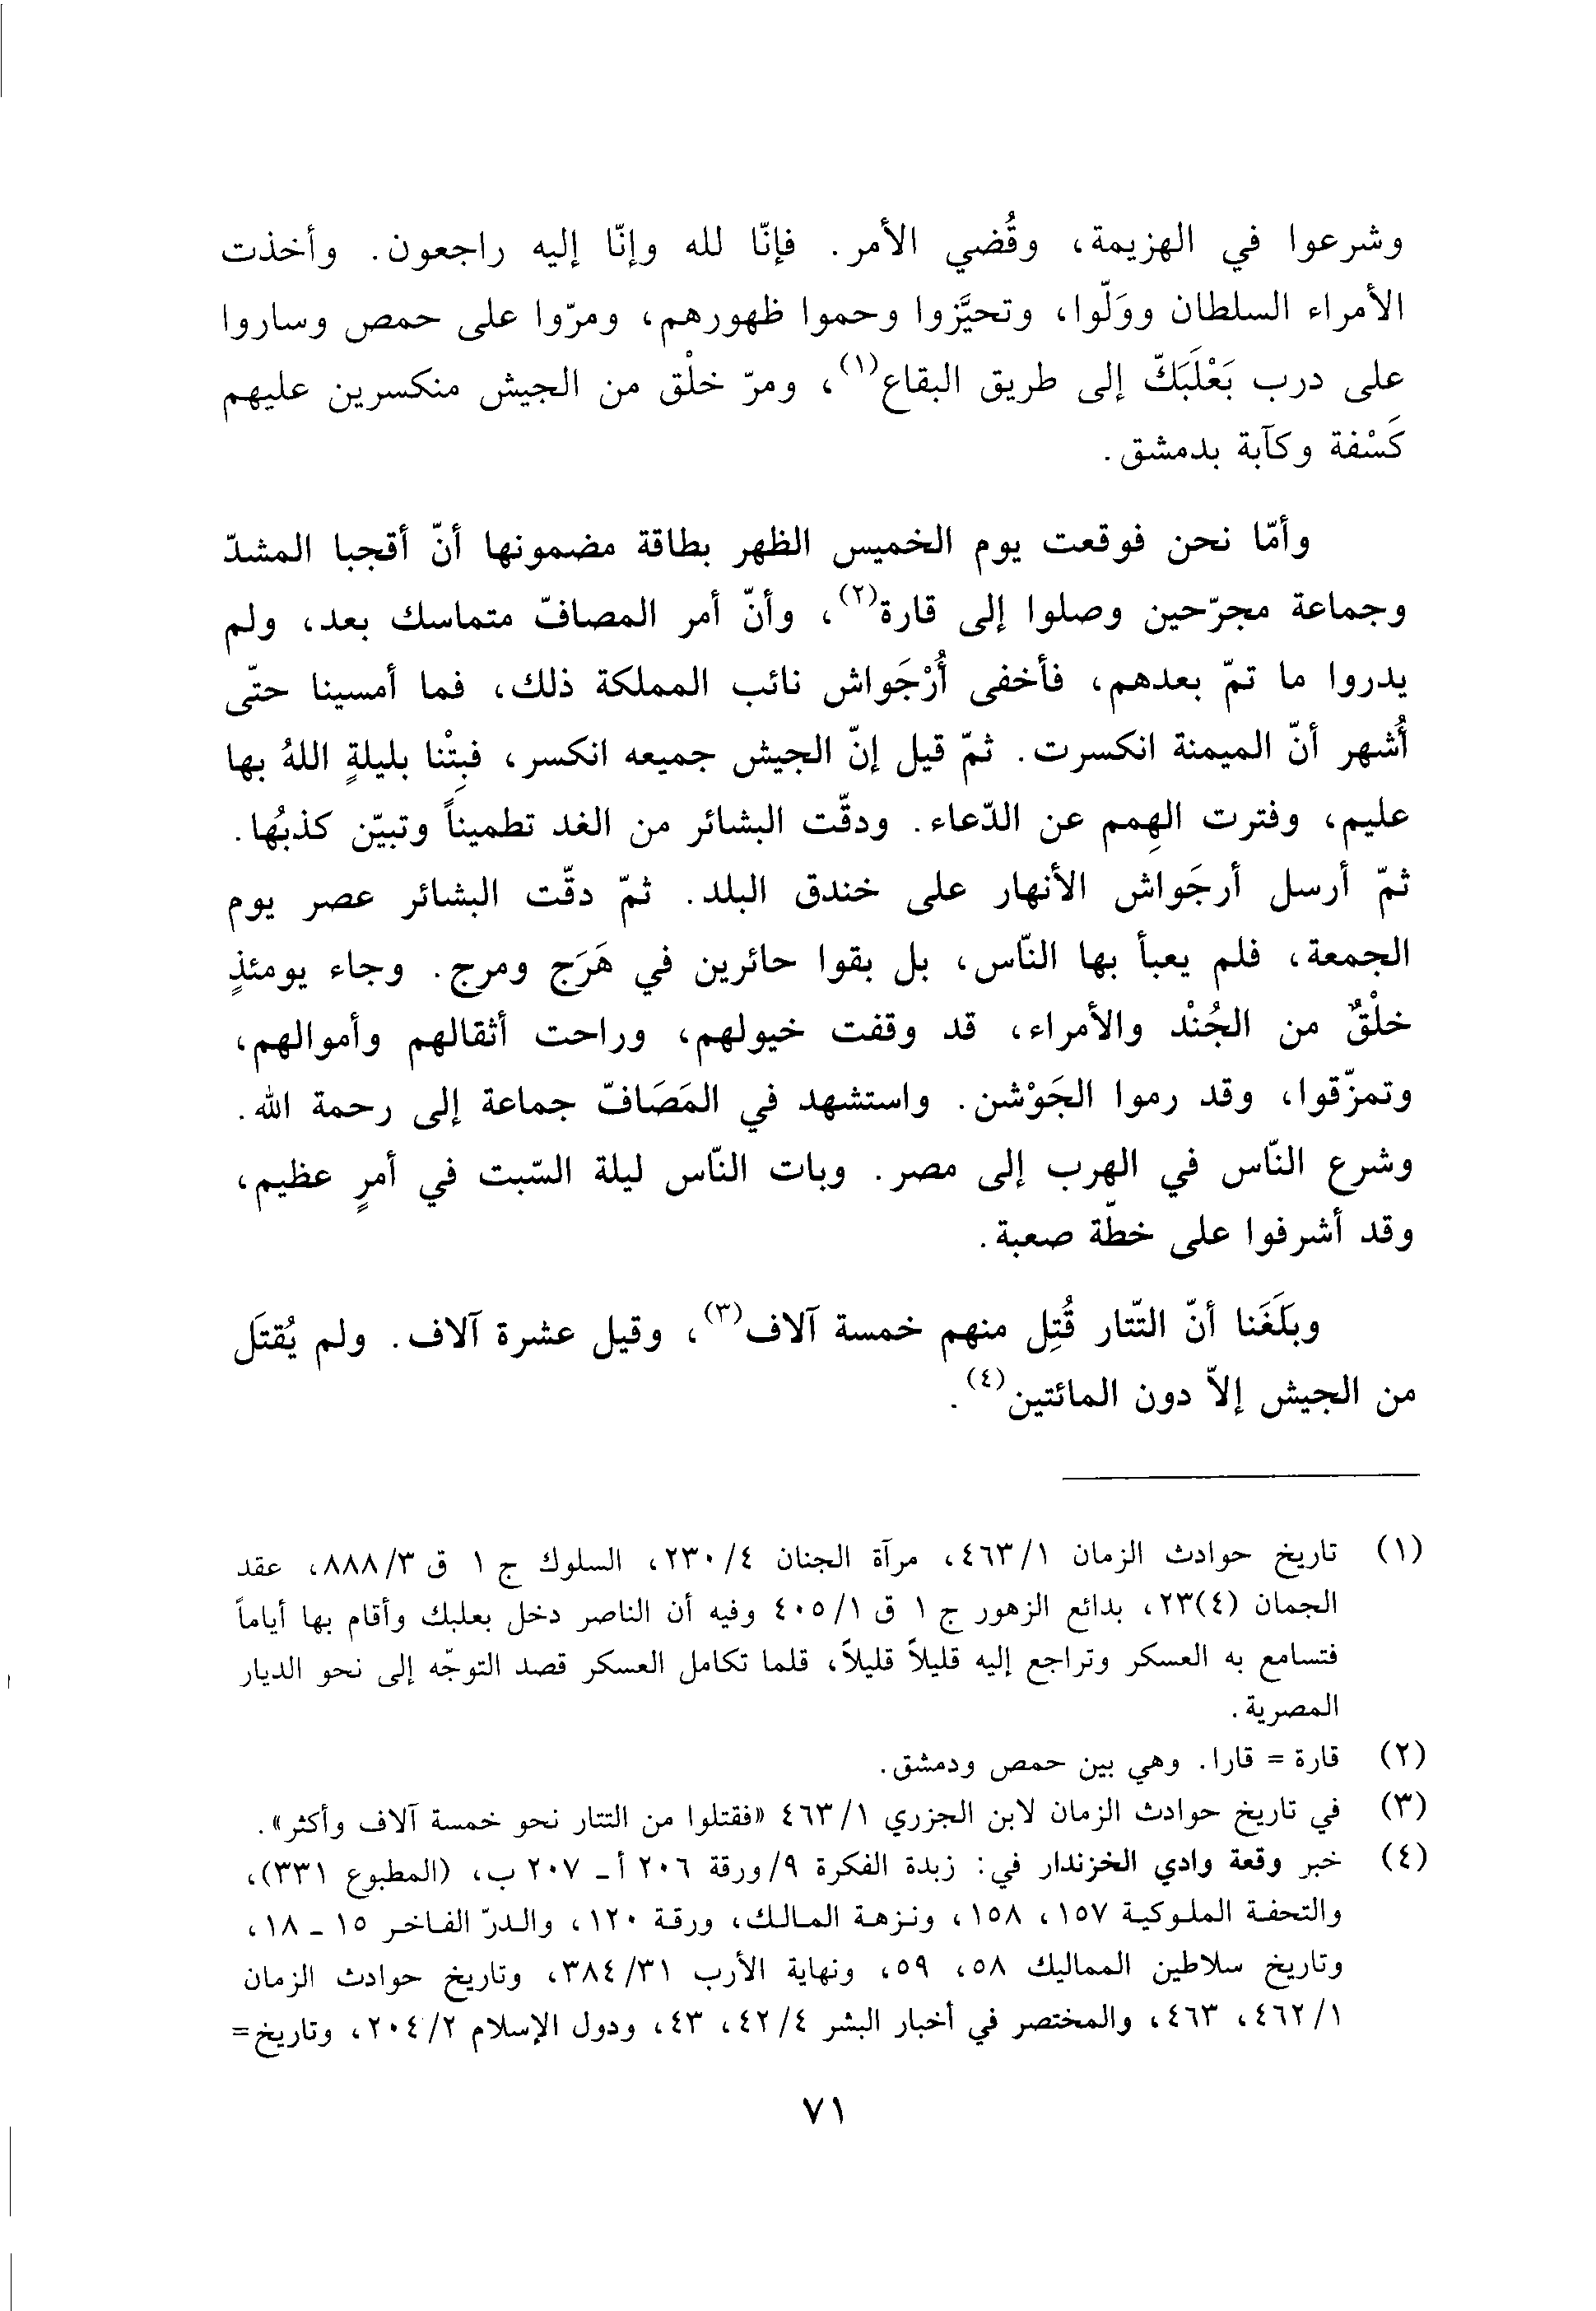 وشرعوا في الهزيمة، وقُضي الأمر. فإنّا لله وإنّا إليه راجعون. وأخذت
الأمراء السلطان ووَلّوا، وتحيَّزوا وحموا ظهورهم، ومرّوا على حمص وساروا
على درب بَعْلَبَكّ إلى طريق البقاع(١)، ومرّ خلْق من الجيش منكسرين عليهم
كَسْفة وكآبة بدمشق.
وأمّا نحن فوقعت يوم الخميس الظهر بطاقة مضمونها أنّ أقجبا المشدّ
وجماعة مجرّحين وصلوا إلى قارة(٢)، وأنّ أمر المصافّ متماسك بعد، ولم
يدروا ما تمّ بعدهم، فأخفى أُرْجَواش نائب المملكة ذلك، فما أمسينا حتّى
أُشهر أنّ الميمنة انكسرت. ثمّ قيل إنّ الجيش جميعه انكسر، فبِتْنا بليلةٍ اللهُ بها
عليم، وفترت الهِمم عن الدّعاء. ودقّت البشائر من الغد تطميناً وتبيّن كذبُها.
ثمّ أرسل أرجَواش الأنهار على خندق البلد. ثمّ دقّت البشائر عصر يوم
الجمعة، فلم يعبأ بها النّاس، بل بقوا حائرين في هَرَج ومرج. وجاء يومئذٍ
خلْقٌ من الجُنْد والأمراء، قد وقفت خيولهم، وراحت أثقالهم وأموالهم،
وتمزّقوا، وقد رموا الجَوْشن. واستشهد في المَصَافّ جماعة إلى رحمة الله.
وشرع النّاس في الهرب إلى مصر. وبات النّاس ليلة السّبت في أمرٍ عظيم،
وقد أشرفوا على خطّة صعبة.
وبَلَغَنا أنّ التّتار قُتِل منهم خمسة آلاف(٣)، وقيل عشرة آلاف. ولم يُقتَل
من الجيش إلاّ دون المائتين(٤).
(١) تاريخ حوادث الزمان ٤٦٣/١، مرآة الجنان ٢٣٠/٤، السلوك ج ١ ق ٨٨٨/٣، عقد
الجمان (٤)٢٣، بدائع الزهور ج ١ ق ٤٠٥/١ وفيه أن الناصر دخل بعلبك وأقام بها أياماً
فتسامع به العسكر وتراجع إليه قليلاً قليلاً، قلما تكامل العسكر قصد التوجّه إلى نحو الديار
المصرية.
(٢) قارة = قارا. وهي بين حمص ودمشق.
(٣) في تاريخ حوادث الزمان لابن الجزري ٤٦٣/١ «فقتلوا من التتار نحو خمسة آلاف وأكثر».
(٤) خبر وقعة وادي الخزندار في: زبدة الفكرة ٩/ورقة ٢٠٦ أ ـ ٢٠٧ ب، (المطبوع ٣٣١)،
والتحفة الملوكية ١٥٧، ١٥٨، ونزهة المالك، ورقة ١٢٠، والدرّ الفاخر ١٥ ـ ١٨،
وتاريخ سلاطين المماليك ٥٨، ٥٩، ونهاية الأرب ٣٨٤/٣١، وتاريخ حوادث الزمان
٤٦٢/١، ٤٦٣، والمختصر في أخبار البشر ٤٢/٤، ٤٣، ودول الإسلام ٢٠٤/٢، وتاريخ=
٧١